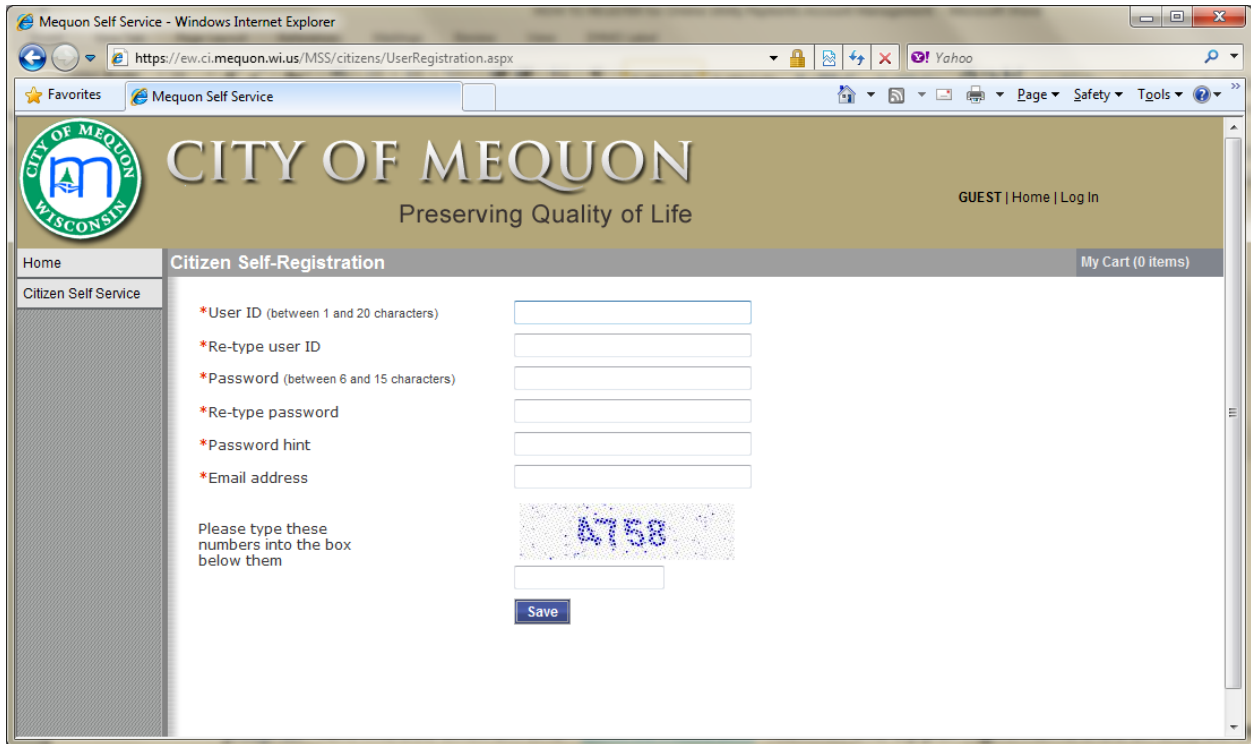 Mequon Self Service - Windows Internet Explorer
https://ew.ci.mequon.wi.us/MSS/citizens/UserRegistration.aspx
Yahoo
Favorites
Mequon Self Service
Page
Safety
Tools
CITY OF MEQUON
WISCONSIN
CITY OF MEQUON
Preserving Quality of Life
GUEST | Home | Log In
Home
Citizen Self-Registration
My Cart (0 items)
Citizen Self Service
*User ID (between 1 and 20 characters)
*Re-type user ID
*Password (between 6 and 15 characters)
*Re-type password
*Password hint
*Email address
Please type these
numbers into the box
below them
4758
Save